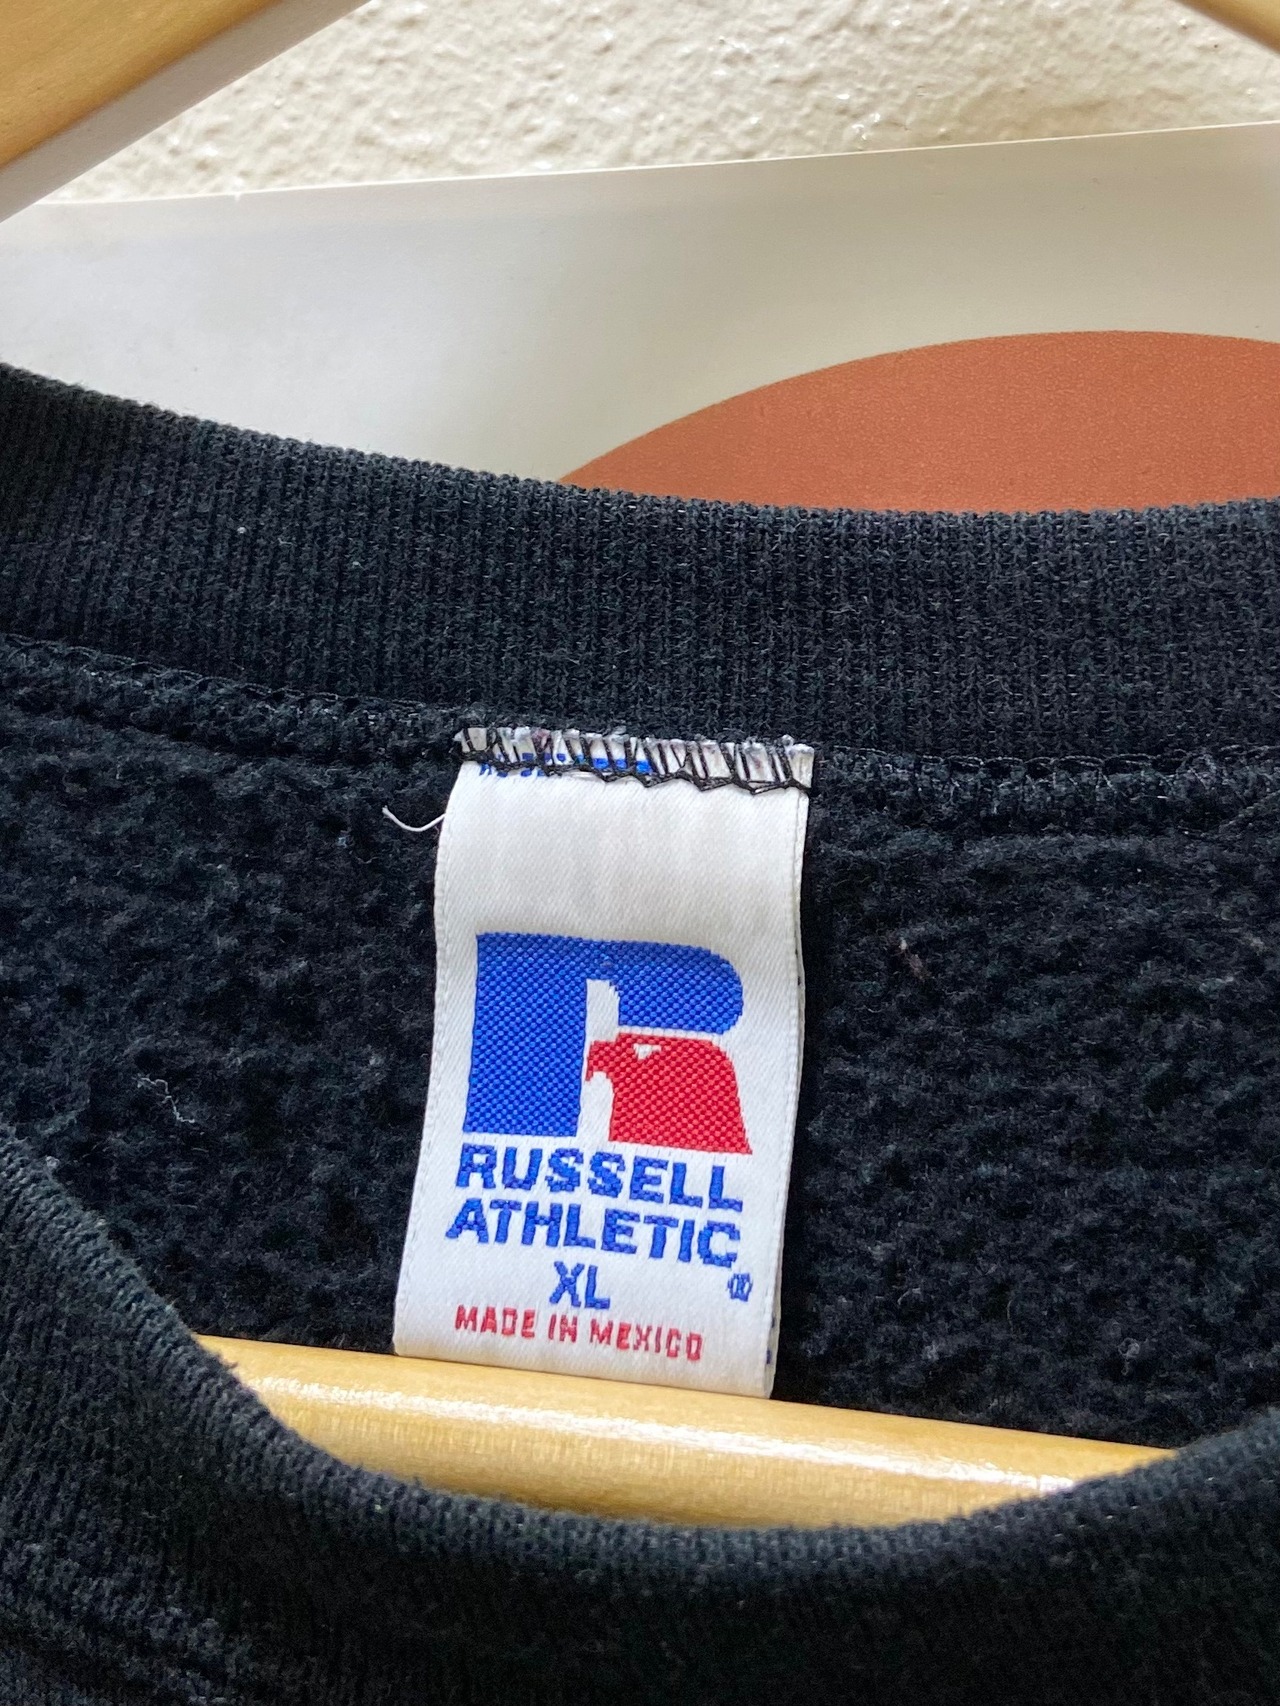 RUSSELL
ATHLETIC
®
XL
MADE IN MEXICO